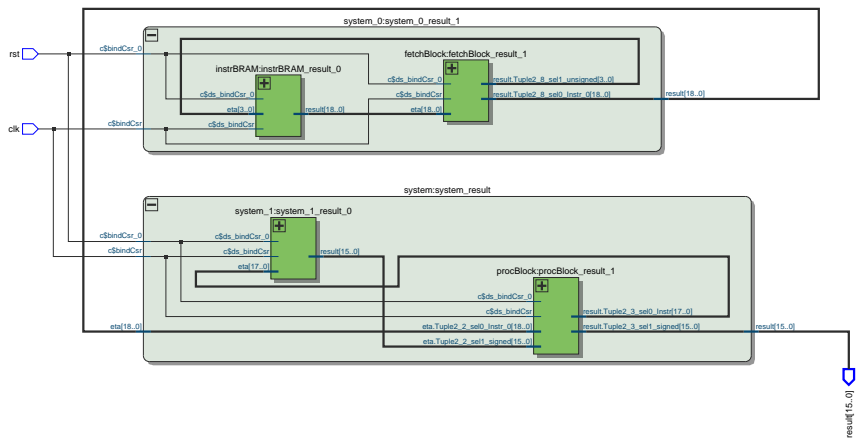 system_0:system_0_result_1
rst
c$bindCsr_0
fetchBlock:fetchBlock_result_1
instrBRAM:instrBRAM_result_0
c$ds_bindCsr_0
result.Tuple2_8_sel1_unsigned[3..0]
c$ds_bindCsr_0
c$ds_bindCsr
result.Tuple2_8_sel0_Instr_0[18..0]
result[18..0]
eta[3..0]
result[18..0]
eta[18..0]
clk
c$bindCsr
c$ds_bindCsr
system:system_result
system_1:system_1_result_0
c$bindCsr_0
c$ds_bindCsr_0
c$bindCsr
c$ds_bindCsr
result[15..0]
eta[17..0]
procBlock:procBlock_result_1
c$ds_bindCsr_0
c$ds_bindCsr
result.Tuple2_3_sel0_Instr[17..0]
eta[18..0]
eta.Tuple2_2_sel0_Instr_0[18..0]
result.Tuple2_3_sel1_signed[15..0]
result[15..0]
eta.Tuple2_2_sel1_signed[15..0]
result[15..0]